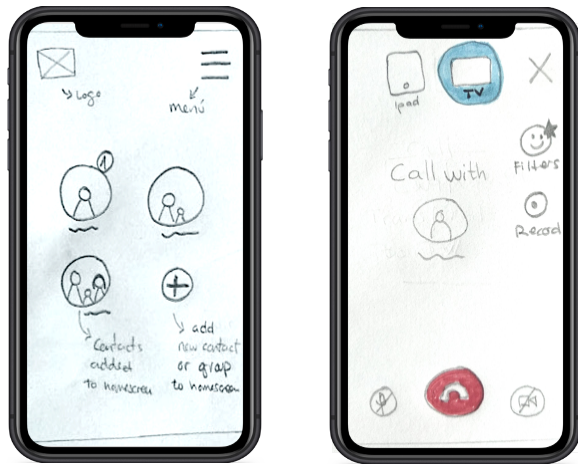 Logo
menú
1
Contacts
added
to homescreen
add
new contact
or group
to homescreen
ipad
TV
Filters
Call with
Record